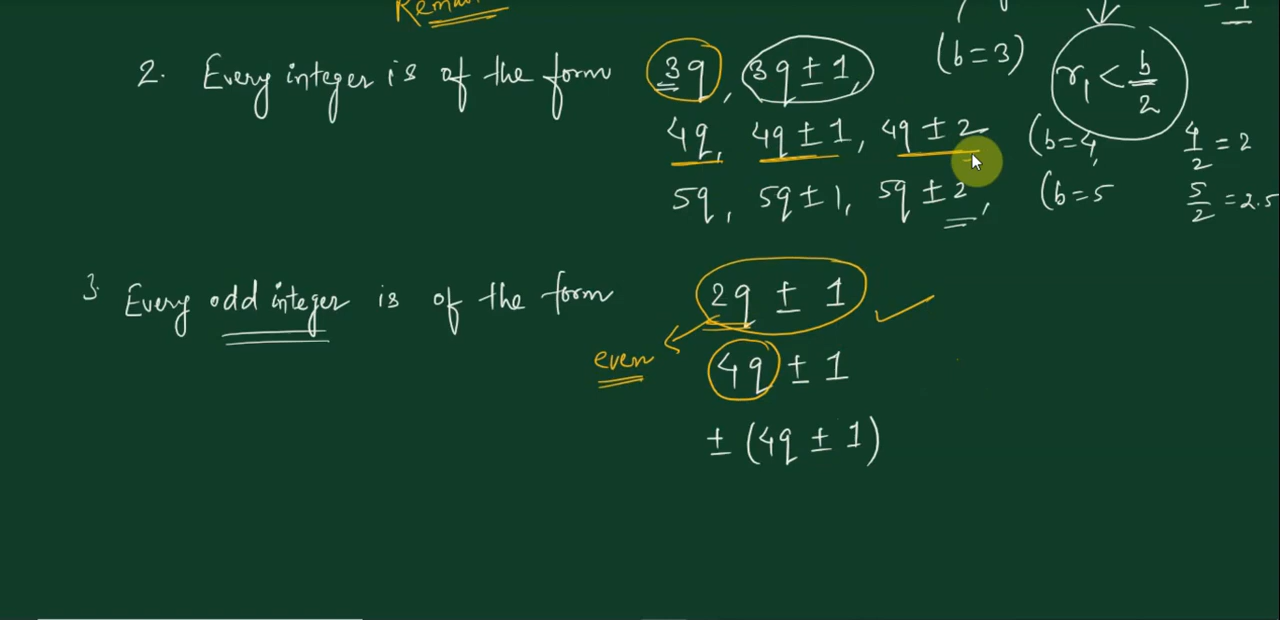 Remar
= 1
2. Every integer is of the form 3q, 3q ± 1, (b=3) r₁ < b/2
4q, 4q ± 1, 4q ± 2 (b=4, 4/2 = 2
5q, 5q ± 1, 5q ± 2, (b=5 5/2 = 2.5
3. Every odd integer is of the form 2q ± 1
even 4q ± 1
± (4q ± 1)